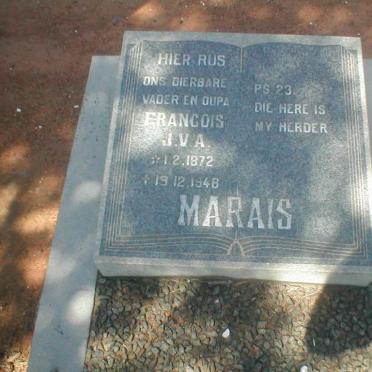 HIER RUS
ONS DIERBARE
VADER EN OUPA
FRANCOIS
J.V.A.
☆1.2.1872
✝19.12.1948
PS. 23.
DIE HERE IS
MY HERDER
MARAIS